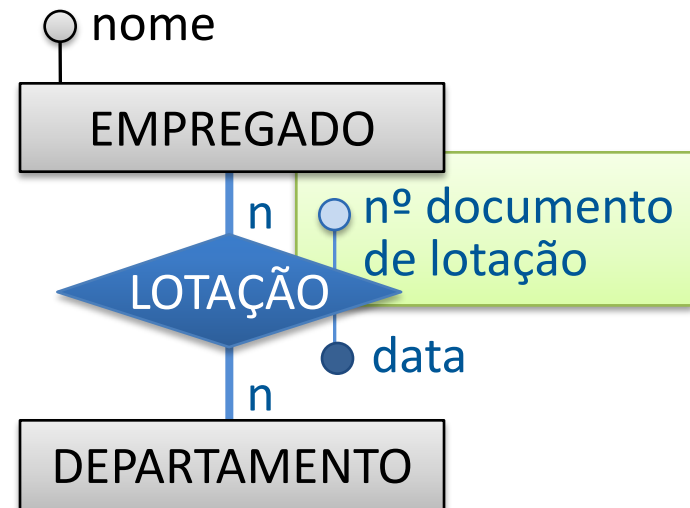 nome
EMPREGADO
n
nº documento
de lotação
LOTAÇÃO
data
n
DEPARTAMENTO